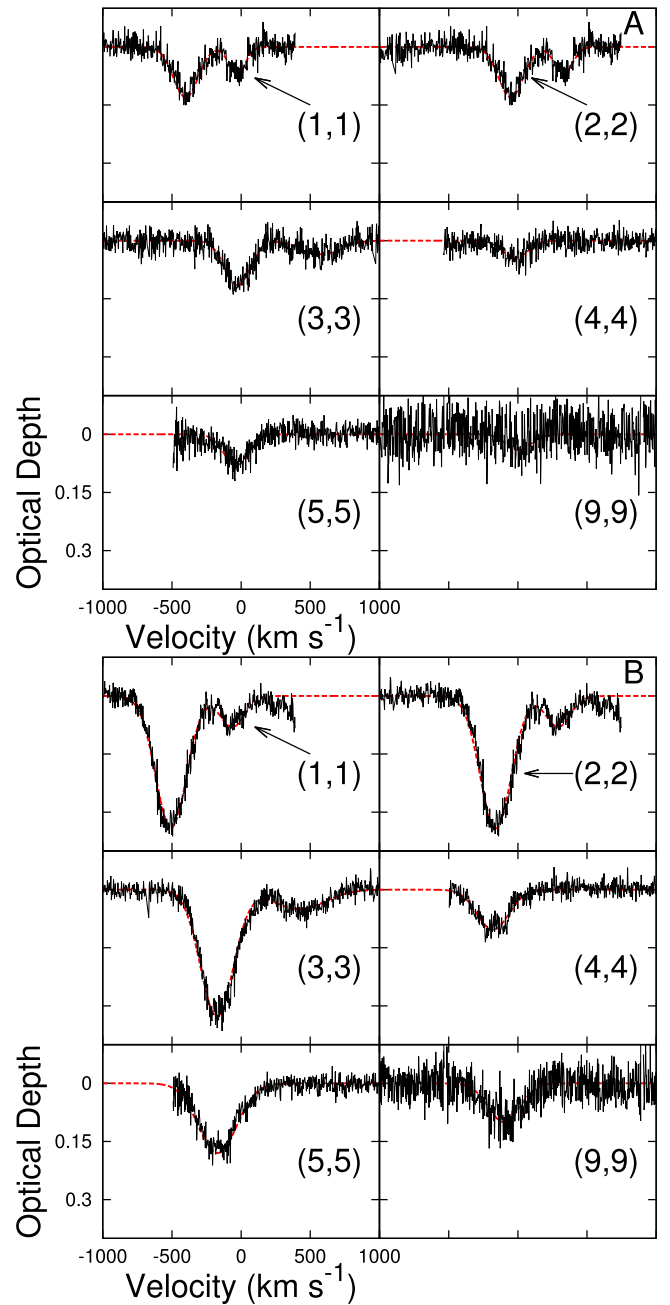 A
(1,1)
(2,2)
(3,3)
(4,4)
0
0.15
0.3
Optical Depth
(5,5)
(9,9)
-1000 -500 0 500 1000
Velocity (km s⁻¹)
B
(1,1)
(2,2)
(3,3)
(4,4)
0
0.15
0.3
Optical Depth
(5,5)
(9,9)
-1000 -500 0 500 1000
Velocity (km s⁻¹)